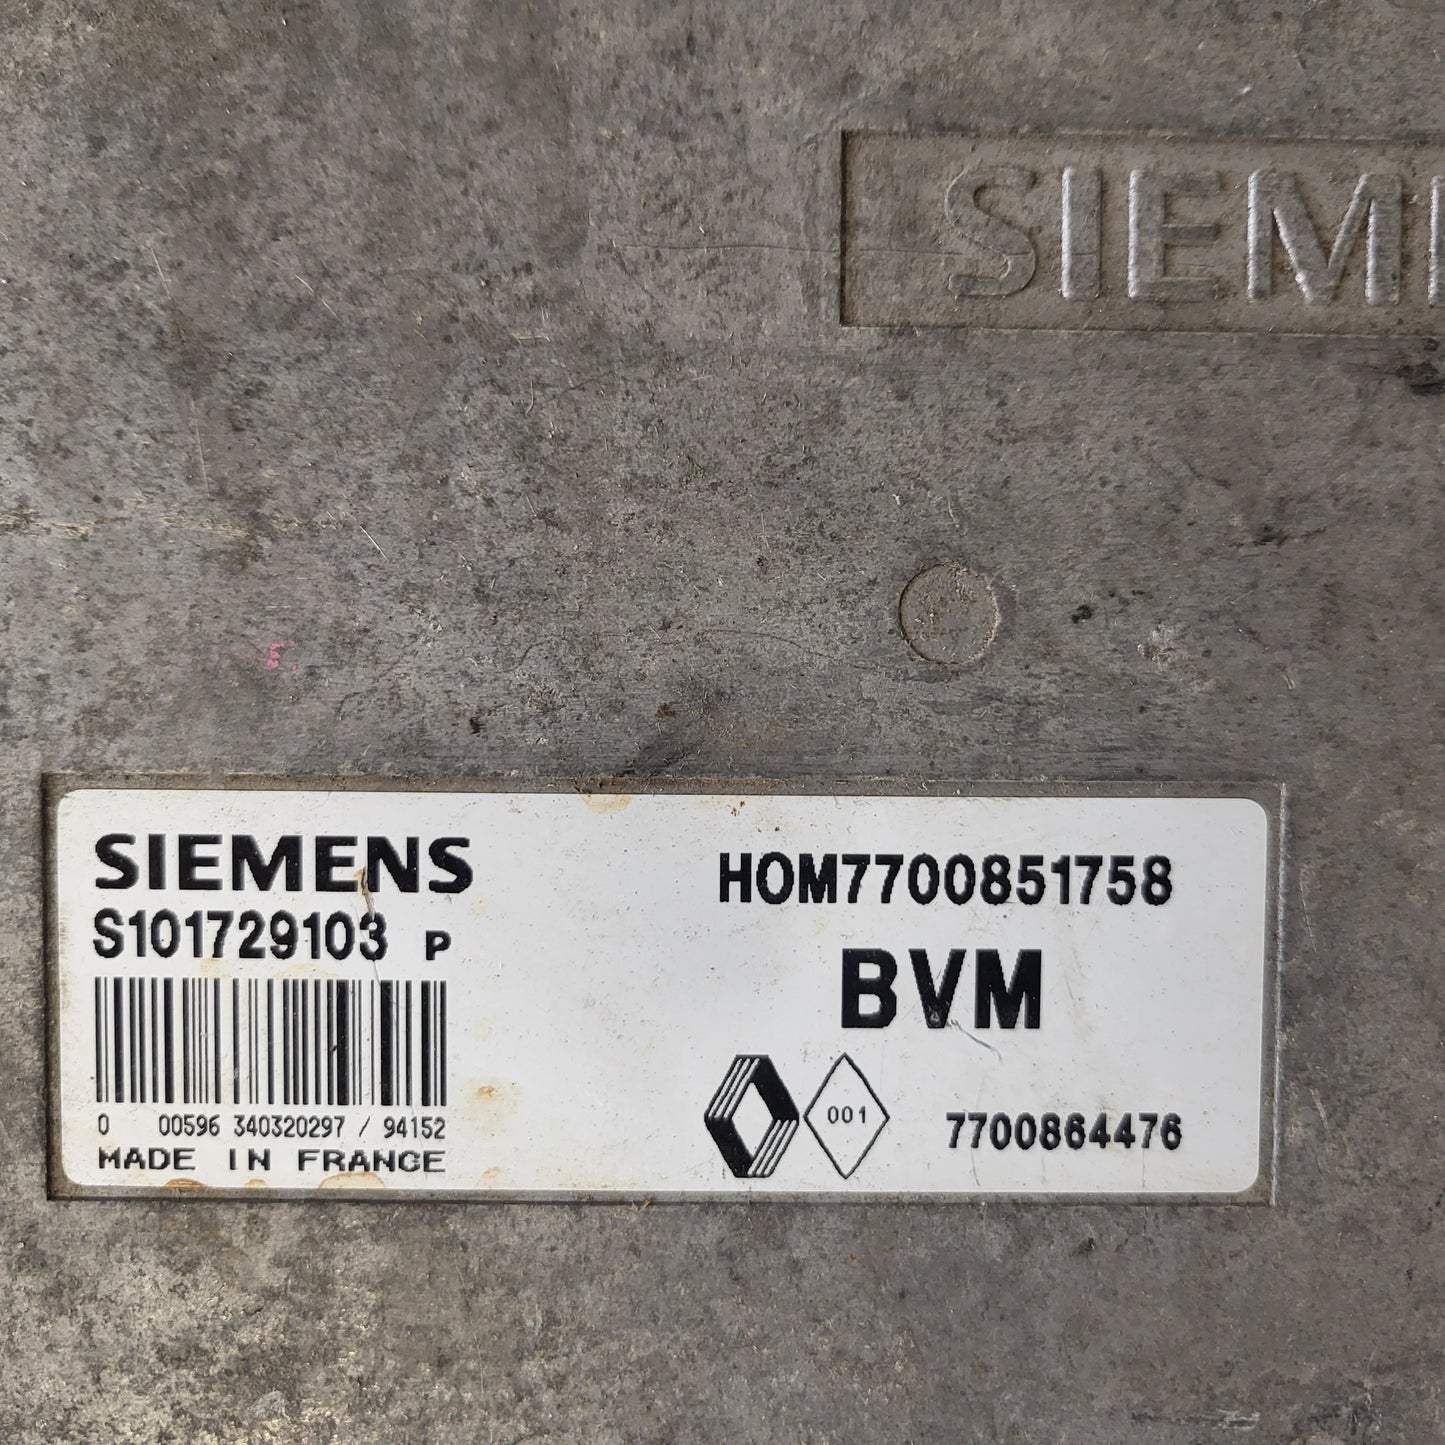 SIEM
SIEMENS
S101729103 P
0 00596 340320297 / 94152
MADE IN FRANCE
HOM7700851758
BVM
001
7700864476